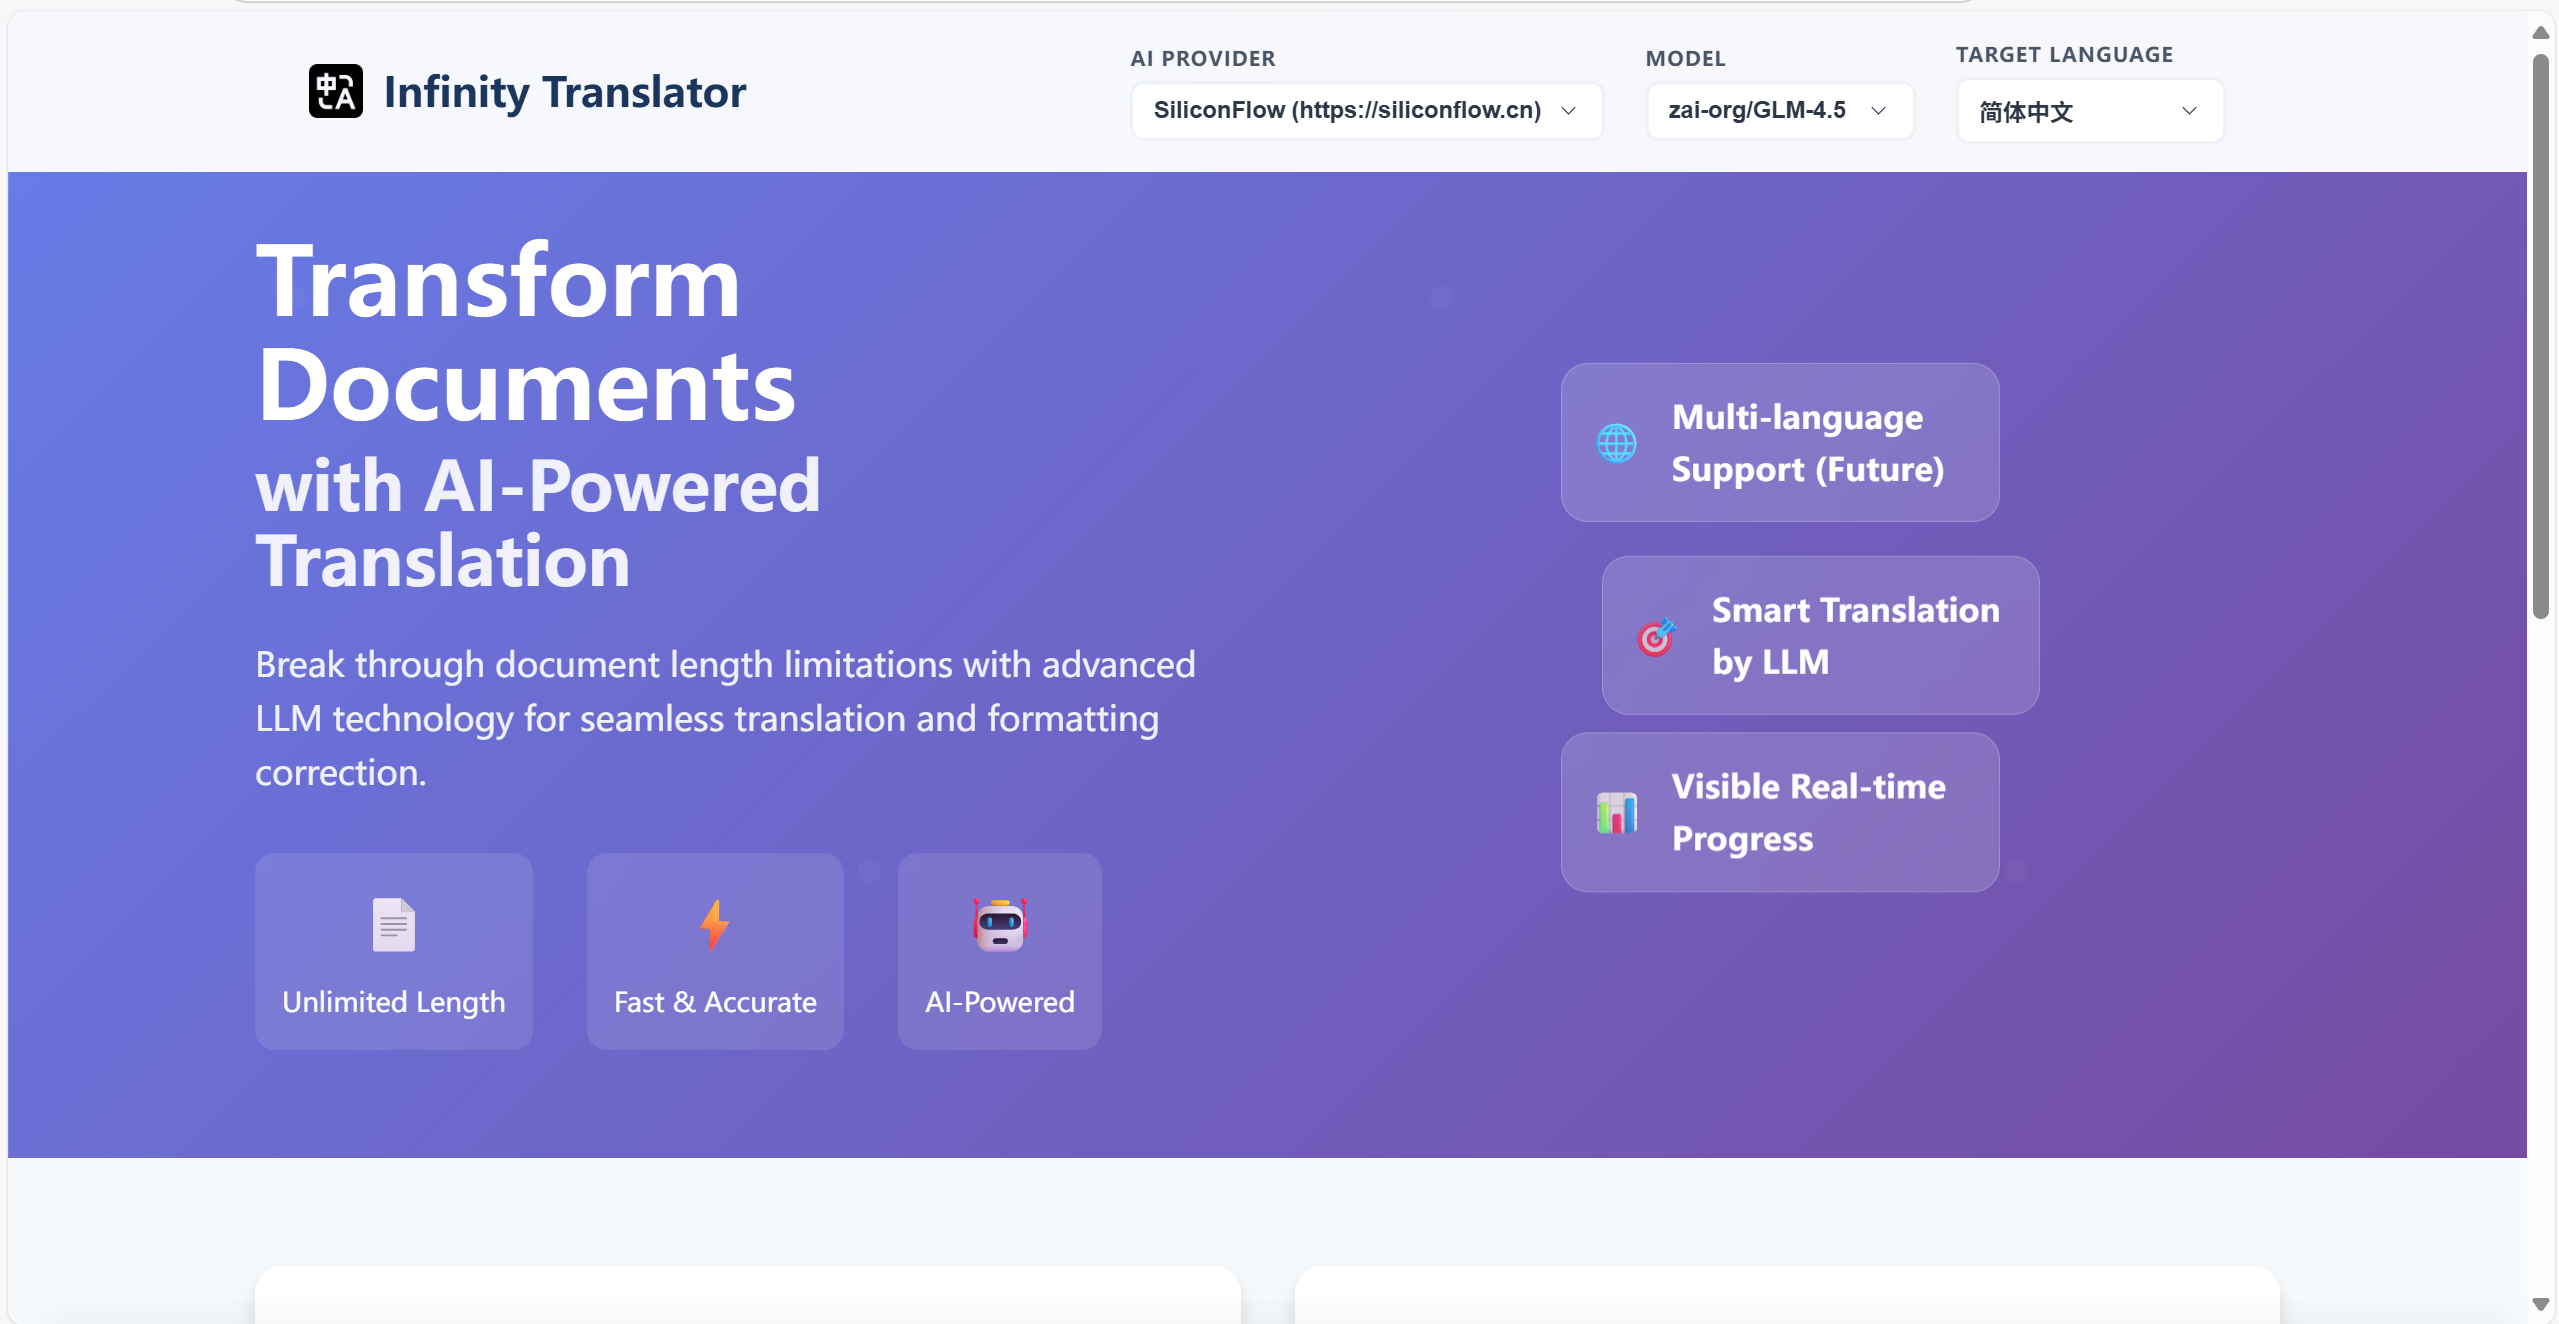 Infinity Translator
AI PROVIDER
SiliconFlow (https://siliconflow.cn)
MODEL
zai-org/GLM-4.5
TARGET LANGUAGE
简体中文
Transform
Documents
with AI-Powered
Translation
Break through document length limitations with advanced
LLM technology for seamless translation and formatting
correction.
Unlimited Length
Fast & Accurate
AI-Powered
Multi-language
Support (Future)
Smart Translation
by LLM
Visible Real-time
Progress